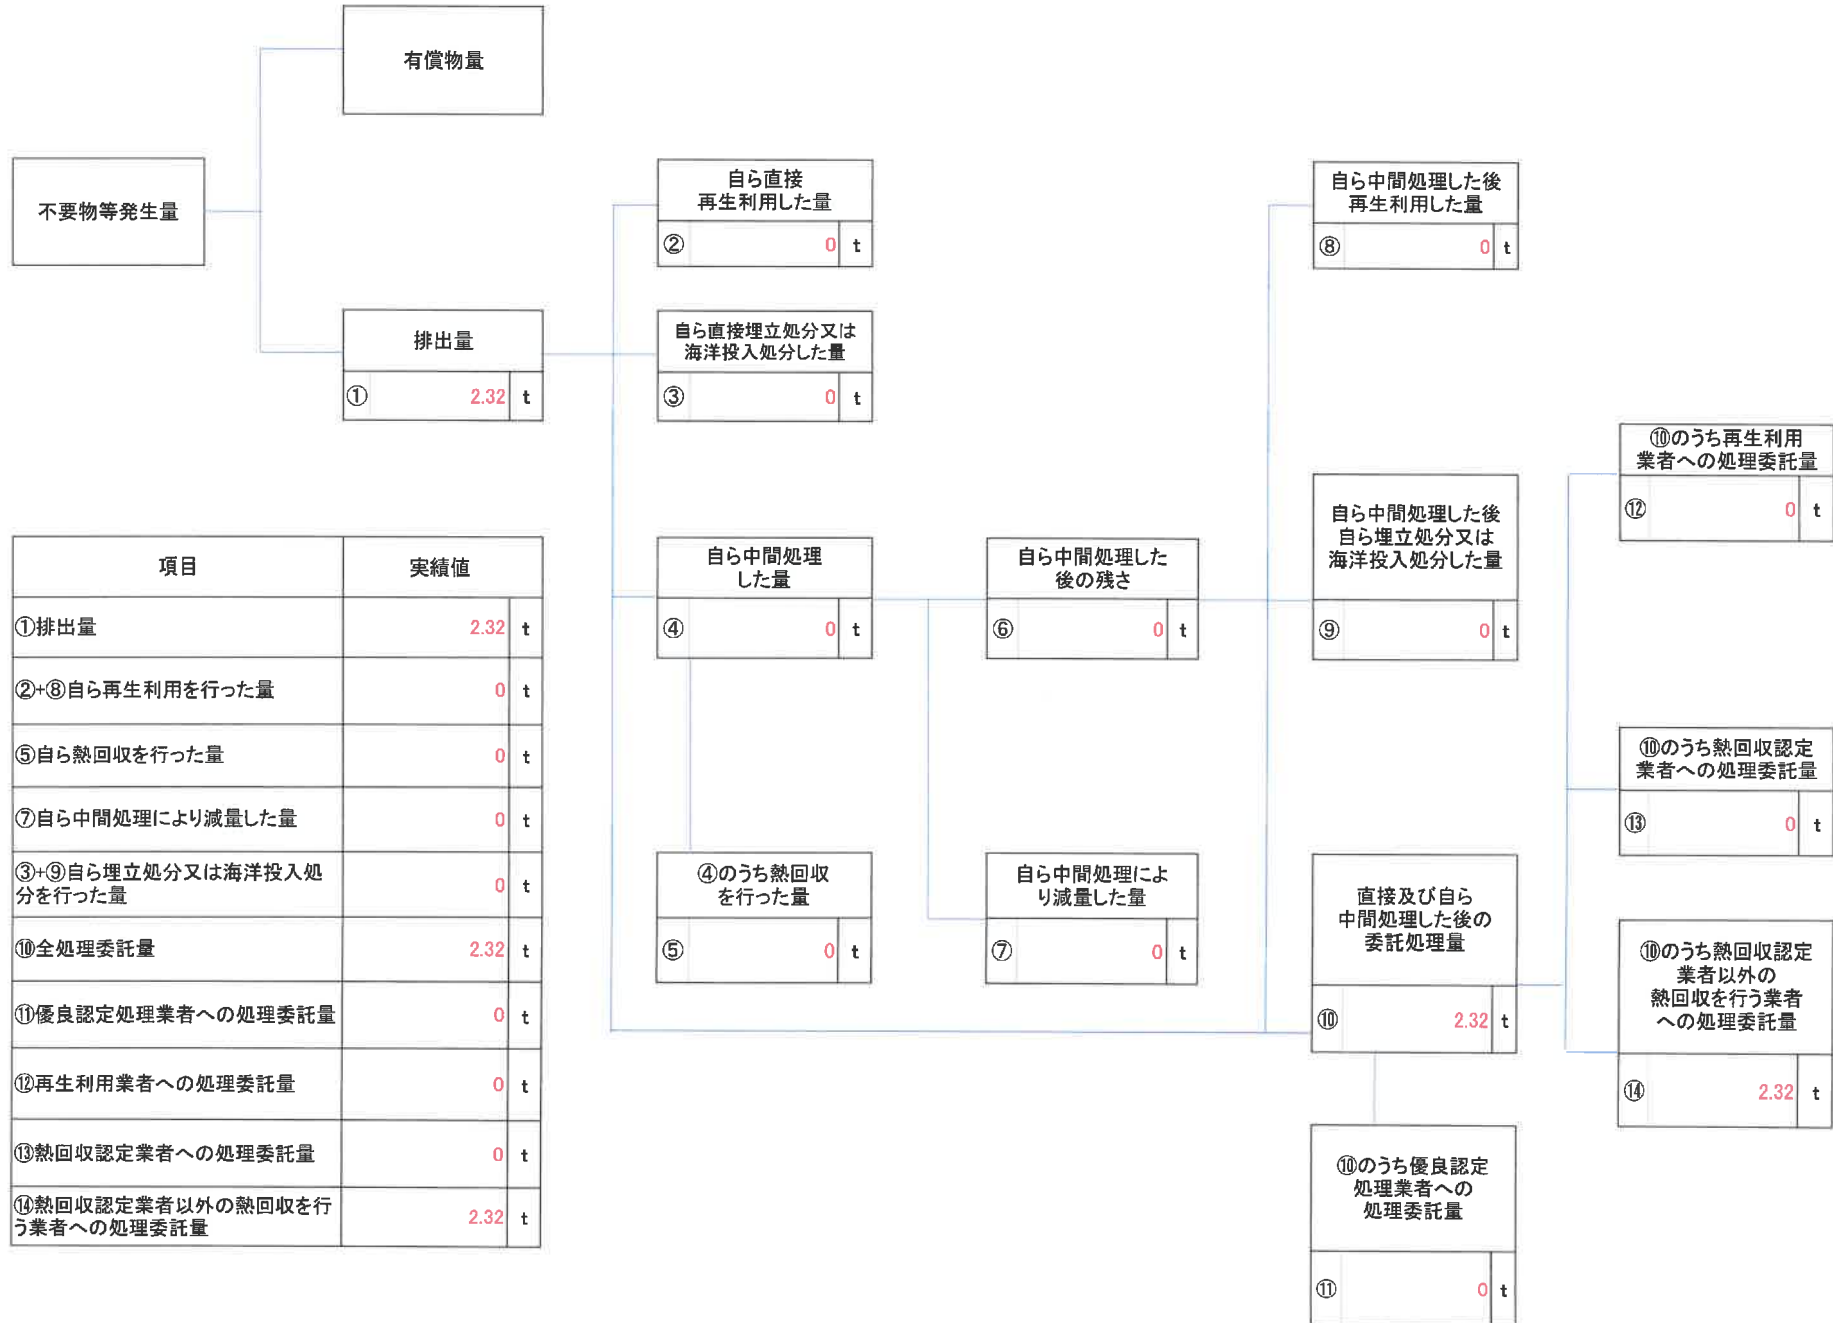 有償物量
不要物等発生量
排出量
① 2.32 t
自ら直接
再生利用した量
② 0 t
自ら直接埋立処分又は
海洋投入処分した量
③ 0 t
自ら中間処理
した量
④ 0 t
④のうち熱回収
を行った量
⑤ 0 t
自ら中間処理した
後の残さ
⑥ 0 t
自ら中間処理によ
り減量した量
⑦ 0 t
自ら中間処理した後
再生利用した量
⑧ 0 t
自ら中間処理した後
自ら埋立処分又は
海洋投入処分した量
⑨ 0 t
直接及び自ら
中間処理した後の
委託処理量
⑩ 2.32 t
⑩のうち優良認定
処理業者への
処理委託量
⑪ 0 t
⑩のうち再生利用
業者への処理委託量
⑫ 0 t
⑩のうち熱回収認定
業者への処理委託量
⑬ 0 t
⑩のうち熱回収認定
業者以外の
熱回収を行う業者
への処理委託量
⑭ 2.32 t
項目 実績値
①排出量 2.32 t
②+⑧自ら再生利用を行った量 0 t
⑤自ら熱回収を行った量 0 t
⑦自ら中間処理により減量した量 0 t
③+⑨自ら埋立処分又は海洋投入処
分を行った量 0 t
⑩全処理委託量 2.32 t
⑪優良認定処理業者への処理委託量 0 t
⑫再生利用業者への処理委託量 0 t
⑬熱回収認定業者への処理委託量 0 t
⑭熱回収認定業者以外の熱回収を行
う業者への処理委託量 2.32 t